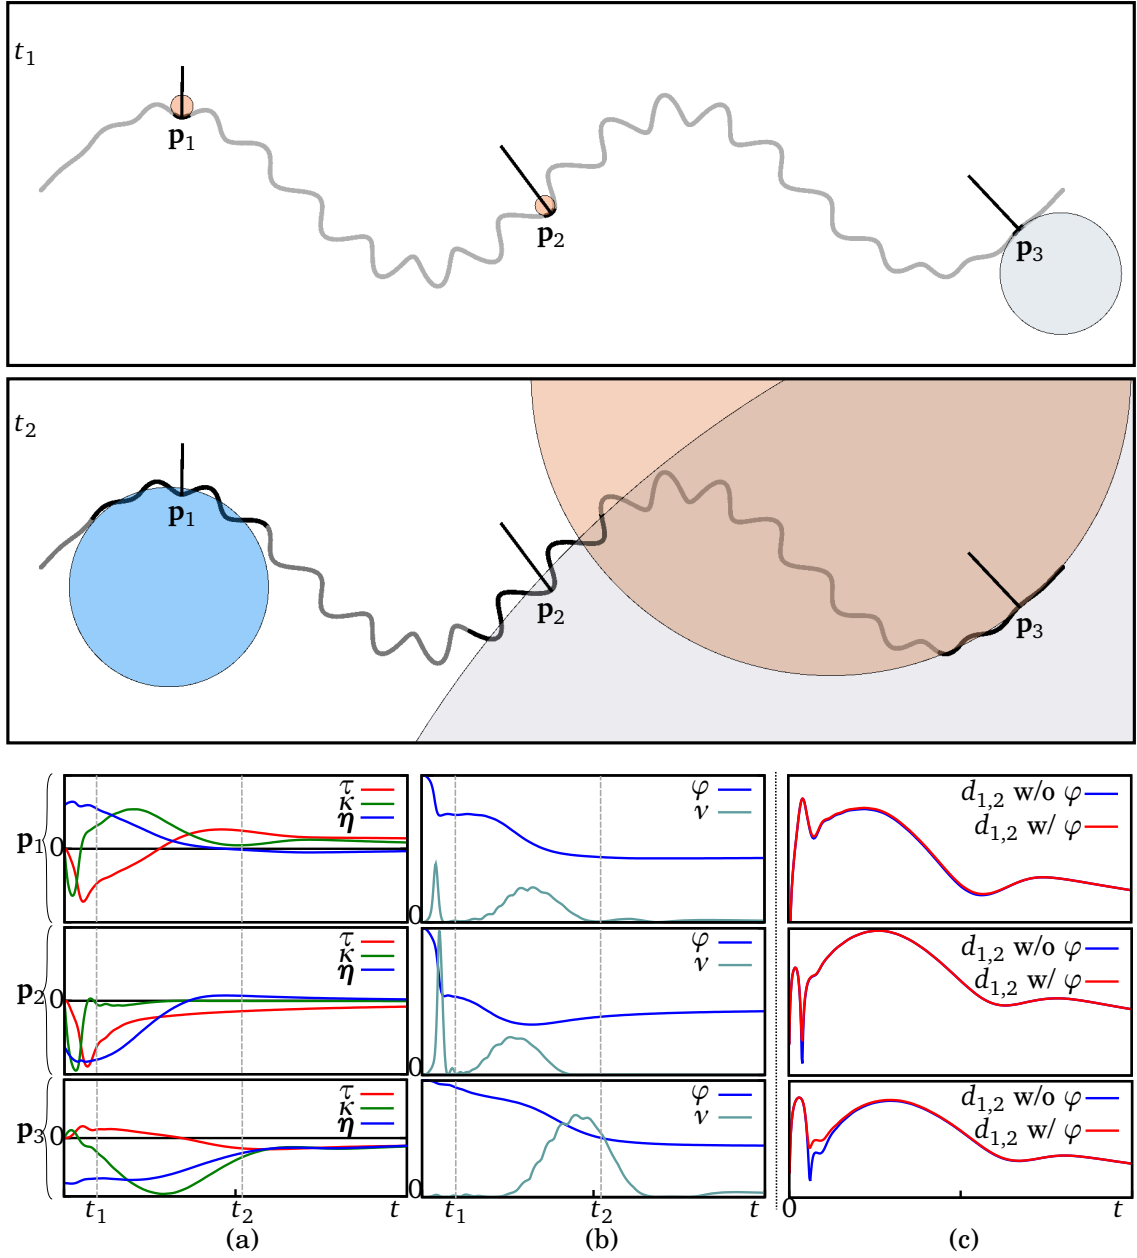 t₁
p₁
p₂
p₃
t₂
p₁
p₂
p₃
p₁ 0 τ κ η 0 φ ν d₁,₂ w/o φ d₁,₂ w/ φ
p₂ 0 τ κ η 0 φ ν d₁,₂ w/o φ d₁,₂ w/ φ
p₃ 0 τ κ η 0 φ ν d₁,₂ w/o φ d₁,₂ w/ φ
t₁ t₂ t t₁ t₂ t 0 t
(a) (b) (c)